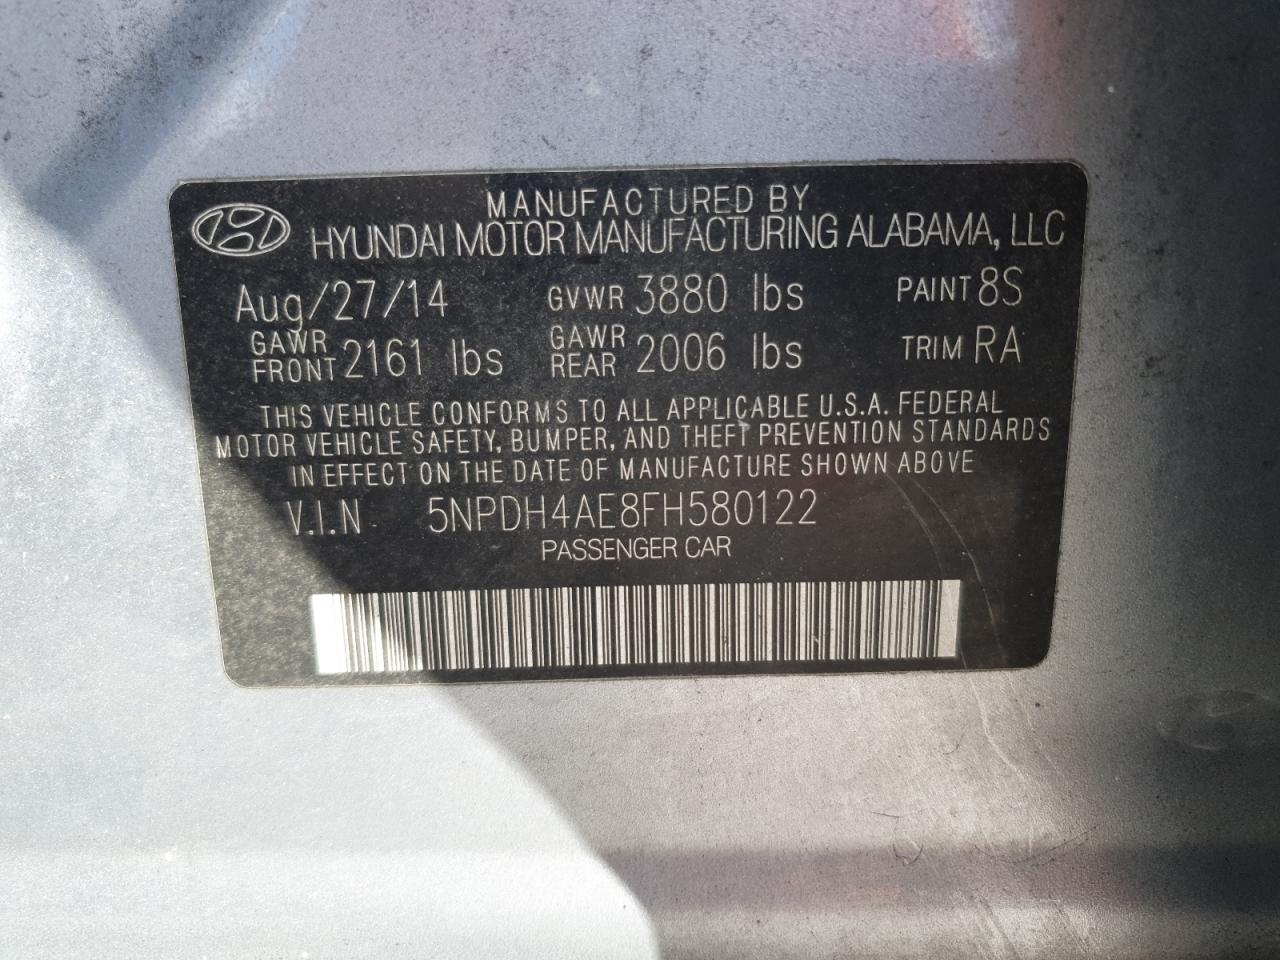 MANUFACTURED BY
HYUNDAI MOTOR MANUFACTURING ALABAMA, LLC
Aug/27/14 GVWR 3880 lbs PAINT 8S
GAWR FRONT 2161 lbs GAWR REAR 2006 lbs TRIM RA
THIS VEHICLE CONFORMS TO ALL APPLICABLE U.S.A. FEDERAL
MOTOR VEHICLE SAFETY, BUMPER, AND THEFT PREVENTION STANDARDS
IN EFFECT ON THE DATE OF MANUFACTURE SHOWN ABOVE
V.I.N 5NPDH4AE8FH580122
PASSENGER CAR